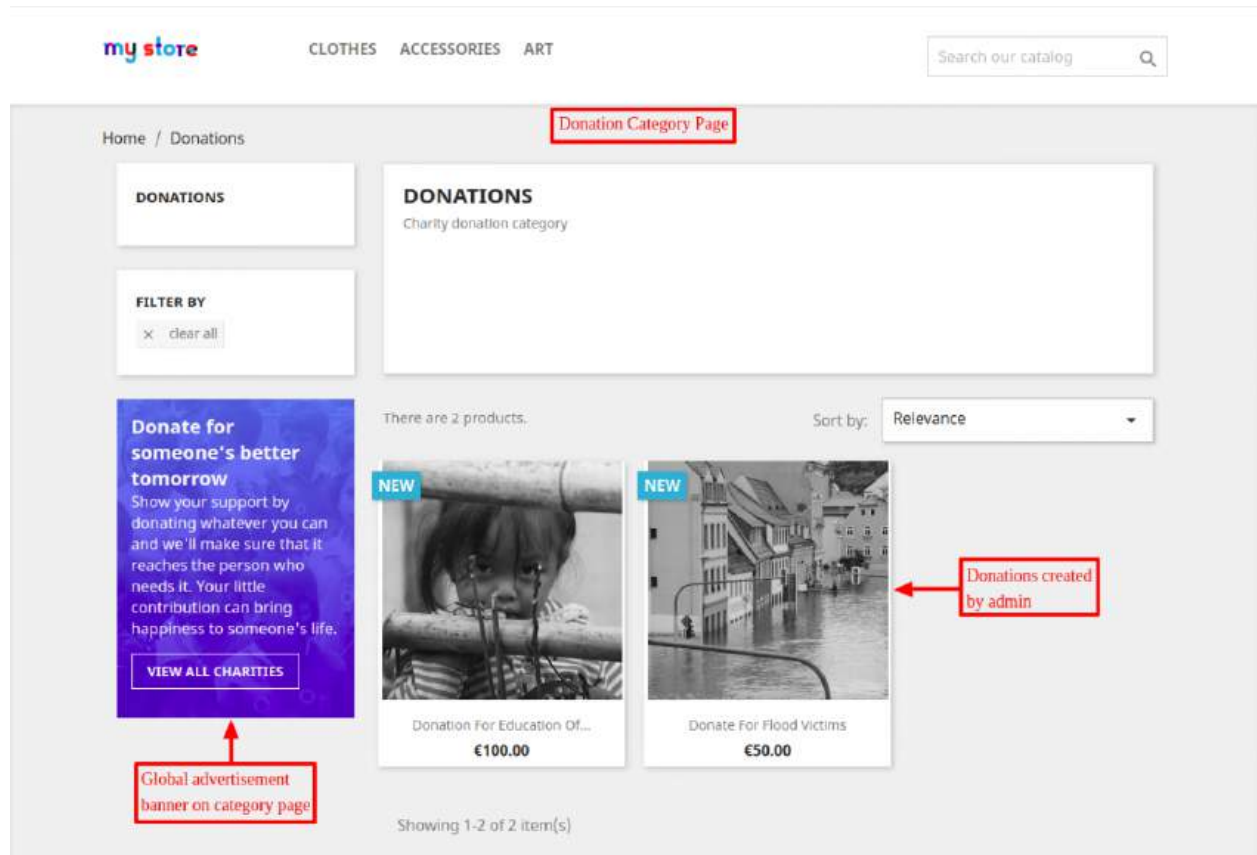 my store
CLOTHES ACCESSORIES ART
Search our catalog
Donation Category Page
Home / Donations
DONATIONS
FILTER BY
× clear all
DONATIONS
Charity donation category
Donate for
someone's better
tomorrow
Show your support by
donating whatever you can
and we'll make sure that it
reaches the person who
needs it. Your little
contribution can bring
happiness to someone's life.
VIEW ALL CHARITIES
Global advertisement
banner on category page
There are 2 products.
Sort by: Relevance
NEW
Donation For Education Of...
€100.00
NEW
Donate For Flood Victims
€50.00
Donations created
by admin
Showing 1-2 of 2 item(s)